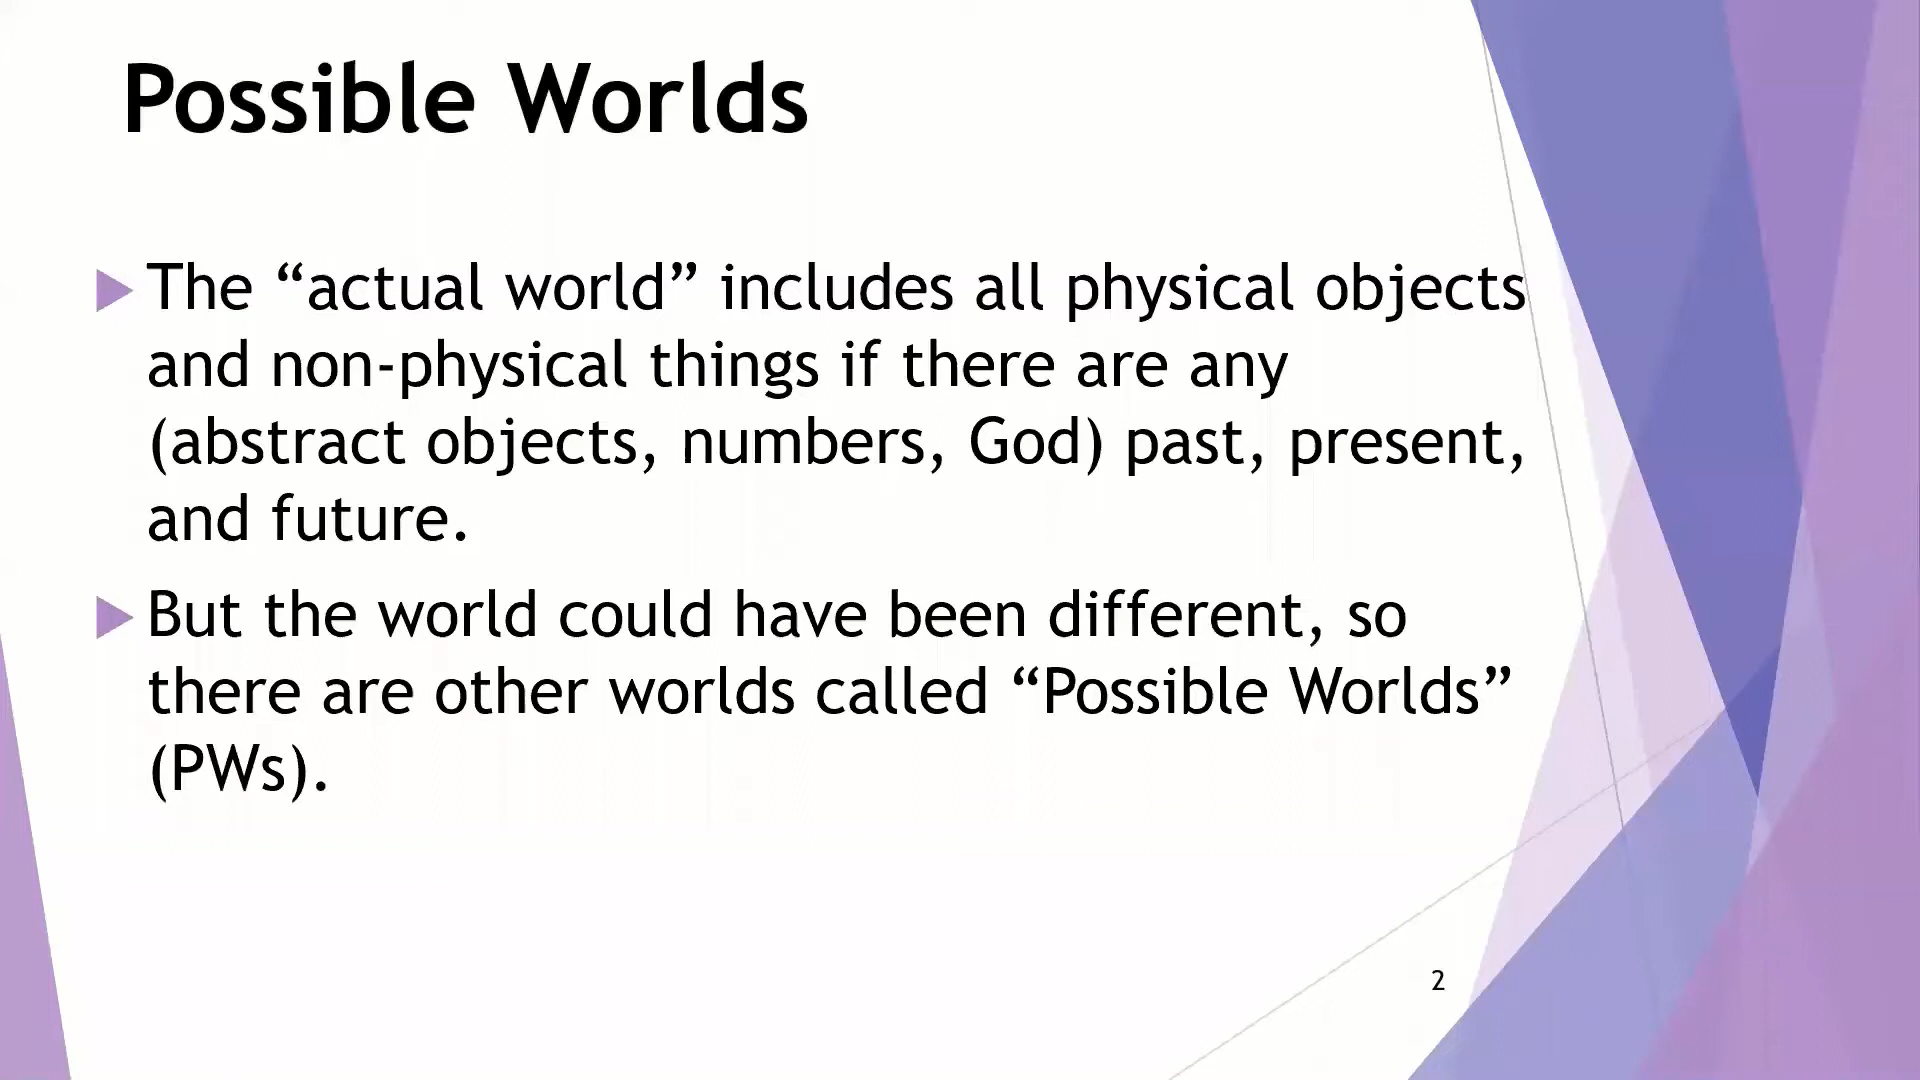 Possible Worlds
The “actual world” includes all physical objects
and non-physical things if there are any
(abstract objects, numbers, God) past, present,
and future.
But the world could have been different, so
there are other worlds called “Possible Worlds”
(PWs).
2